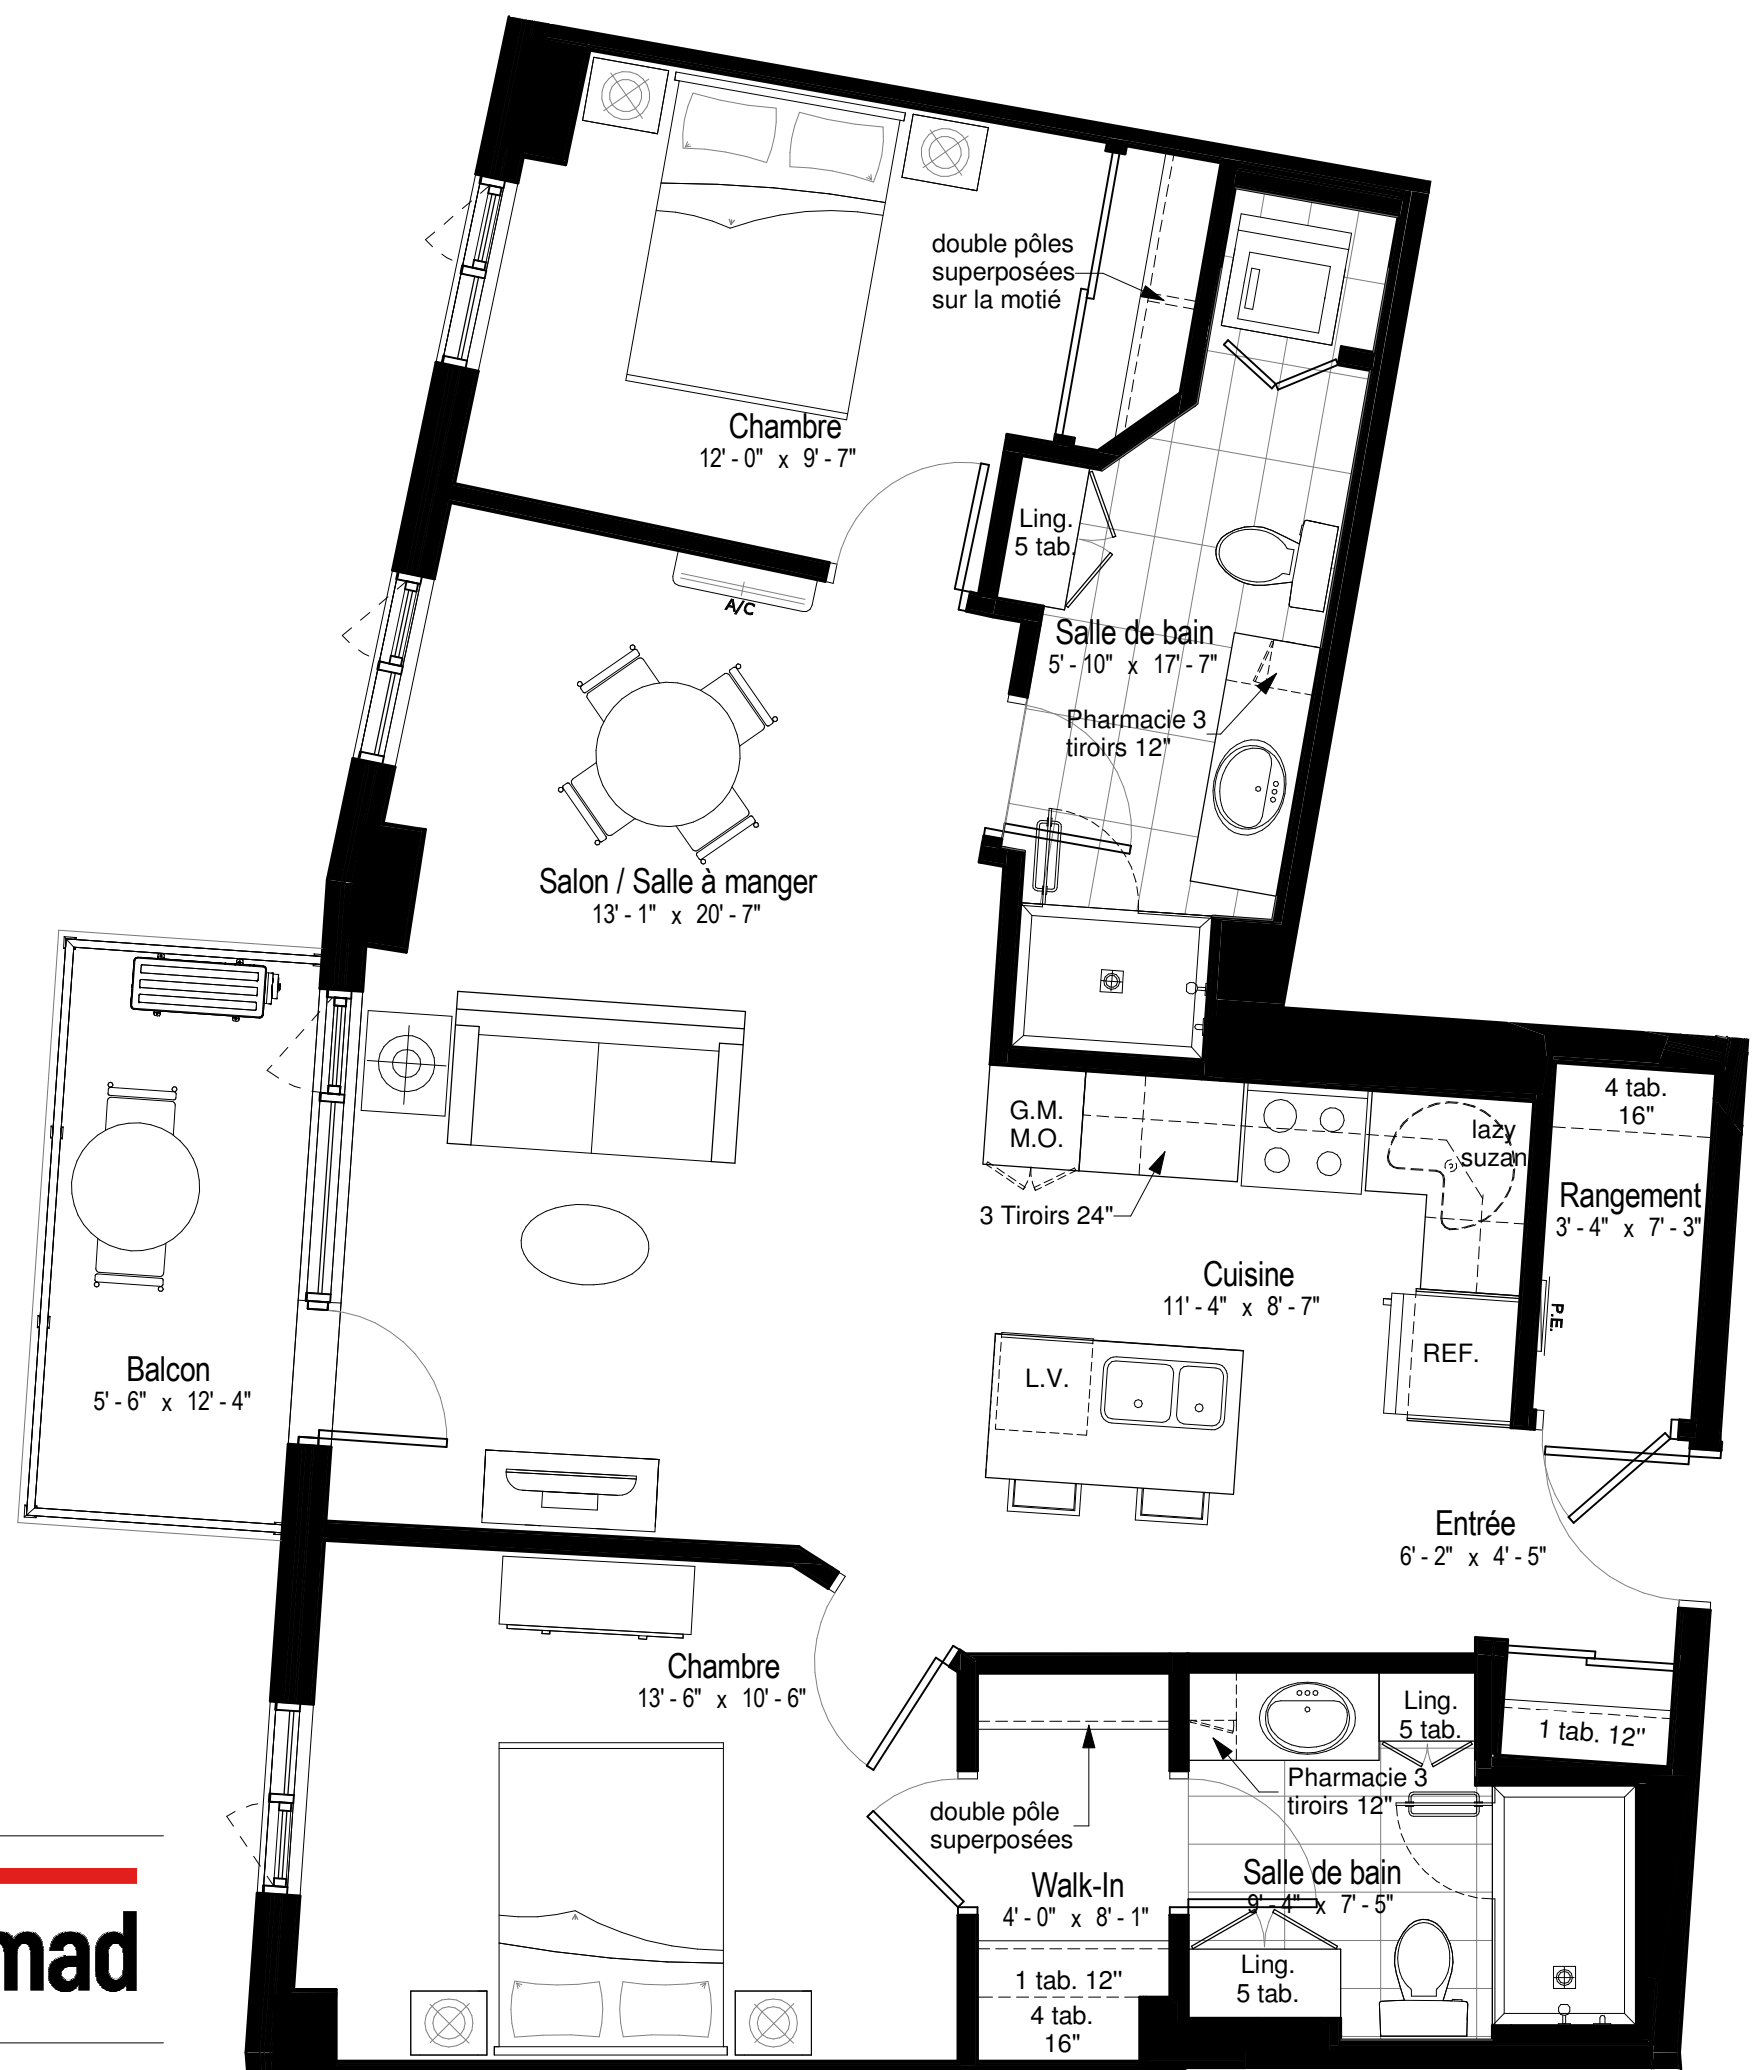 double pôles
superposées
sur la motié
Chambre
12' - 0" x 9' - 7"
Ling.
5 tab.
A/C
Salle de bain
5' - 10" x 17' - 7"
Pharmacie 3
tiroirs 12"
Salon / Salle à manger
13' - 1" x 20' - 7"
G.M.
M.O.
4 tab.
16"
lazy
suzan
Rangement
3' - 4" x 7' - 3"
3 Tiroirs 24"
Cuisine
11' - 4" x 8' - 7"
P.E.
REF.
L.V.
Balcon
5' - 6" x 12' - 4"
Entrée
6' - 2" x 4' - 5"
Chambre
13' - 6" x 10' - 6"
Ling.
5 tab.
1 tab. 12"
Pharmacie 3
tiroirs 12"
double pôle
superposées
Walk-In
4' - 0" x 8' - 1"
Salle de bain
9' - 4" x 7' - 5"
Ling.
5 tab.
1 tab. 12"
4 tab.
16"
mad